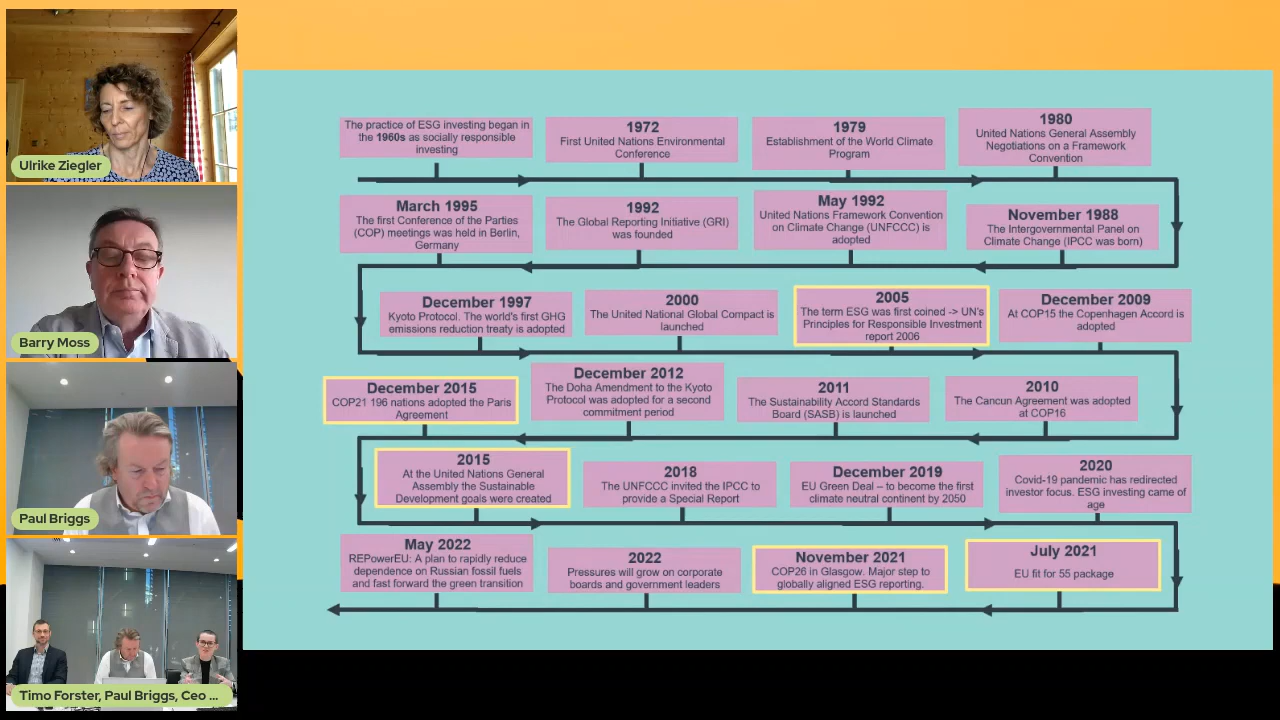 Ulrike Ziegler
Barry Moss
Paul Briggs
Timo Forster, Paul Briggs, Ceo ...
The practice of ESG investing began in
the 1960s as socially responsible
investing
1972
First United Nations Environmental
Conference
1979
Establishment of the World Climate
Program
1980
United Nations General Assembly
Negotiations on a Framework
Convention
March 1995
The first Conference of the Parties
(COP) meetings was held in Berlin,
Germany
1992
The Global Reporting Initiative (GRI)
was founded
May 1992
United Nations Framework Convention
on Climate Change (UNFCCC) is
adopted
November 1988
The Intergovernmental Panel on
Climate Change (IPCC was born)
December 1997
Kyoto Protocol. The world's first GHG
emissions reduction treaty is adopted
2000
The United National Global Compact is
launched
2005
The term ESG was first coined -> UN's
Principles for Responsible Investment
report 2006
December 2009
At COP15 the Copenhagen Accord is
adopted
December 2015
COP21 196 nations adopted the Paris
Agreement
December 2012
The Doha Amendment to the Kyoto
Protocol was adopted for a second
commitment period
2011
The Sustainability Accord Standards
Board (SASB) is launched
2010
The Cancun Agreement was adopted
at COP16
2015
At the United Nations General
Assembly the Sustainable
Development goals were created
2018
The UNFCCC invited the IPCC to
provide a Special Report
December 2019
EU Green Deal – to become the first
climate neutral continent by 2050
2020
Covid-19 pandemic has redirected
investor focus. ESG investing came of
age
May 2022
REPowerEU: A plan to rapidly reduce
dependence on Russian fossil fuels
and fast forward the green transition
2022
Pressures will grow on corporate
boards and government leaders
November 2021
COP26 in Glasgow. Major step to
globally aligned ESG reporting.
July 2021
EU fit for 55 package